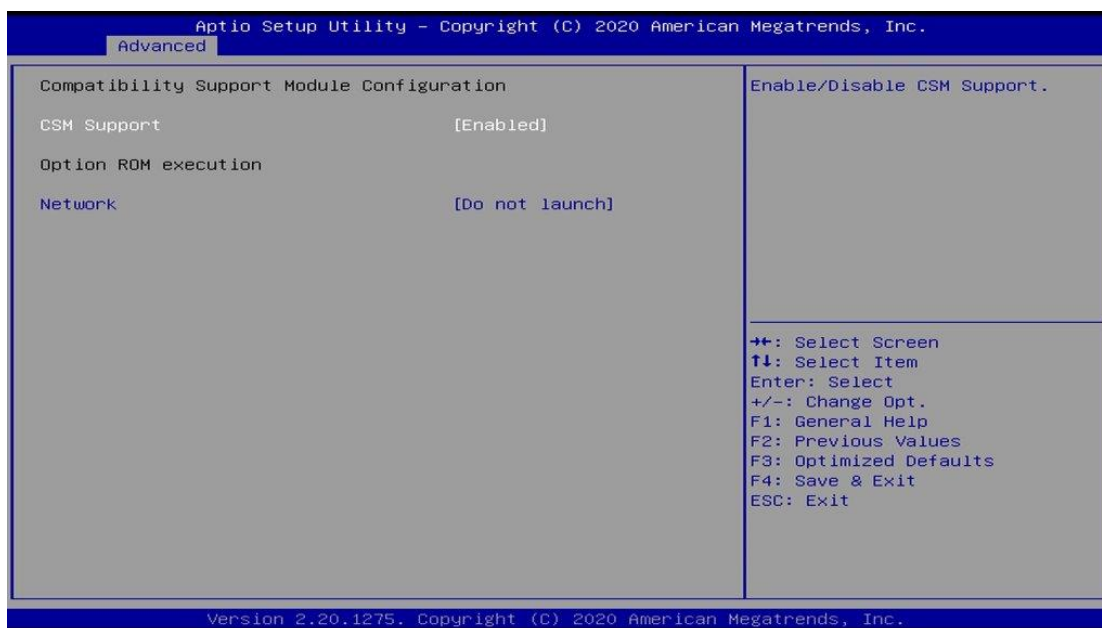 Aptio Setup Utility – Copyright (C) 2020 American Megatrends, Inc.
Advanced
Compatibility Support Module Configuration
CSM Support [Enabled]
Option ROM execution
Network [Do not launch]
Enable/Disable CSM Support.
→←: Select Screen
↑↓: Select Item
Enter: Select
+/-: Change Opt.
F1: General Help
F2: Previous Values
F3: Optimized Defaults
F4: Save & Exit
ESC: Exit
Version 2.20.1275. Copyright (C) 2020 American Megatrends, Inc.